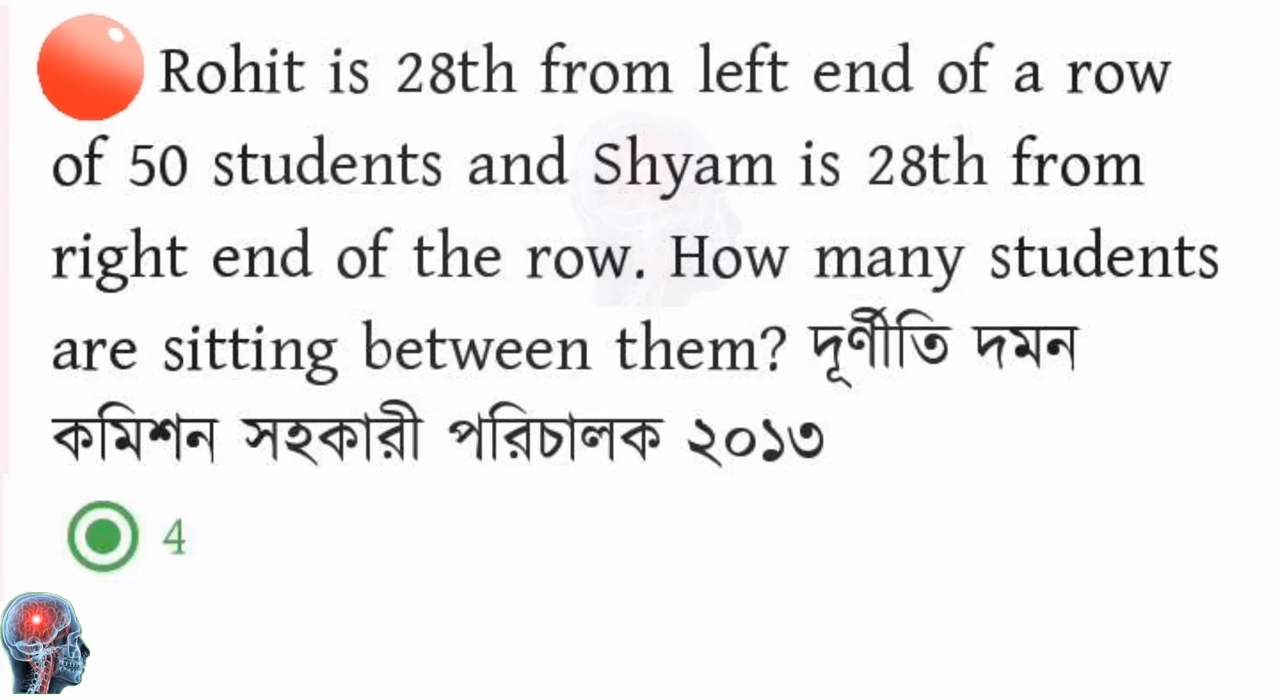 Rohit is 28th from left end of a row
of 50 students and Shyam is 28th from
right end of the row. How many students
are sitting between them? দূর্ণীতি দমন
কমিশন সহকারী পরিচালক ২০১৩
4